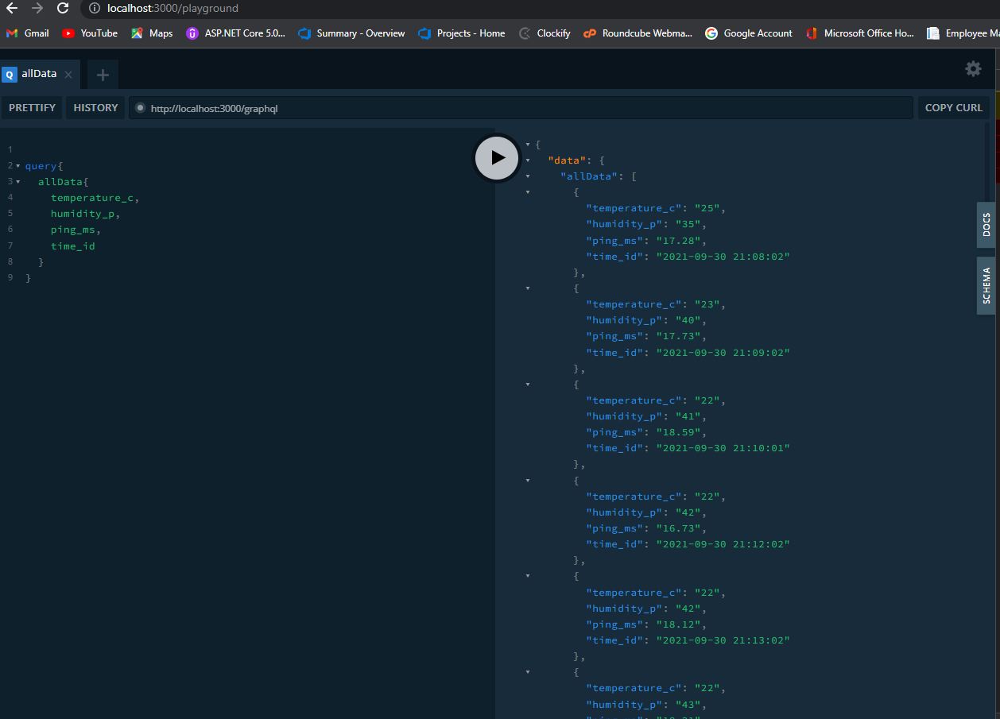 localhost:3000/playground
Gmail YouTube Maps ASP.NET Core 5.0... Summary - Overview Projects - Home Clockify Roundcube Webma... Google Account Microsoft Office Ho... Employee Ma
Q allData × +
PRETTIFY HISTORY http://localhost:3000/graphql COPY CURL
1
2 query{
3 allData{
4 temperature_c,
5 humidity_p,
6 ping_ms,
7 time_id
8 }
9 }
{
"data": {
"allData": [
{
"temperature_c": "25",
"humidity_p": "35",
"ping_ms": "17.28",
"time_id": "2021-09-30 21:08:02"
},
{
"temperature_c": "23",
"humidity_p": "40",
"ping_ms": "17.73",
"time_id": "2021-09-30 21:09:02"
},
{
"temperature_c": "22",
"humidity_p": "41",
"ping_ms": "18.59",
"time_id": "2021-09-30 21:10:01"
},
{
"temperature_c": "22",
"humidity_p": "42",
"ping_ms": "16.73",
"time_id": "2021-09-30 21:12:02"
},
{
"temperature_c": "22",
"humidity_p": "42",
"ping_ms": "18.12",
"time_id": "2021-09-30 21:13:02"
},
{
"temperature_c": "22",
"humidity_p": "43",
DOCS
SCHEMA